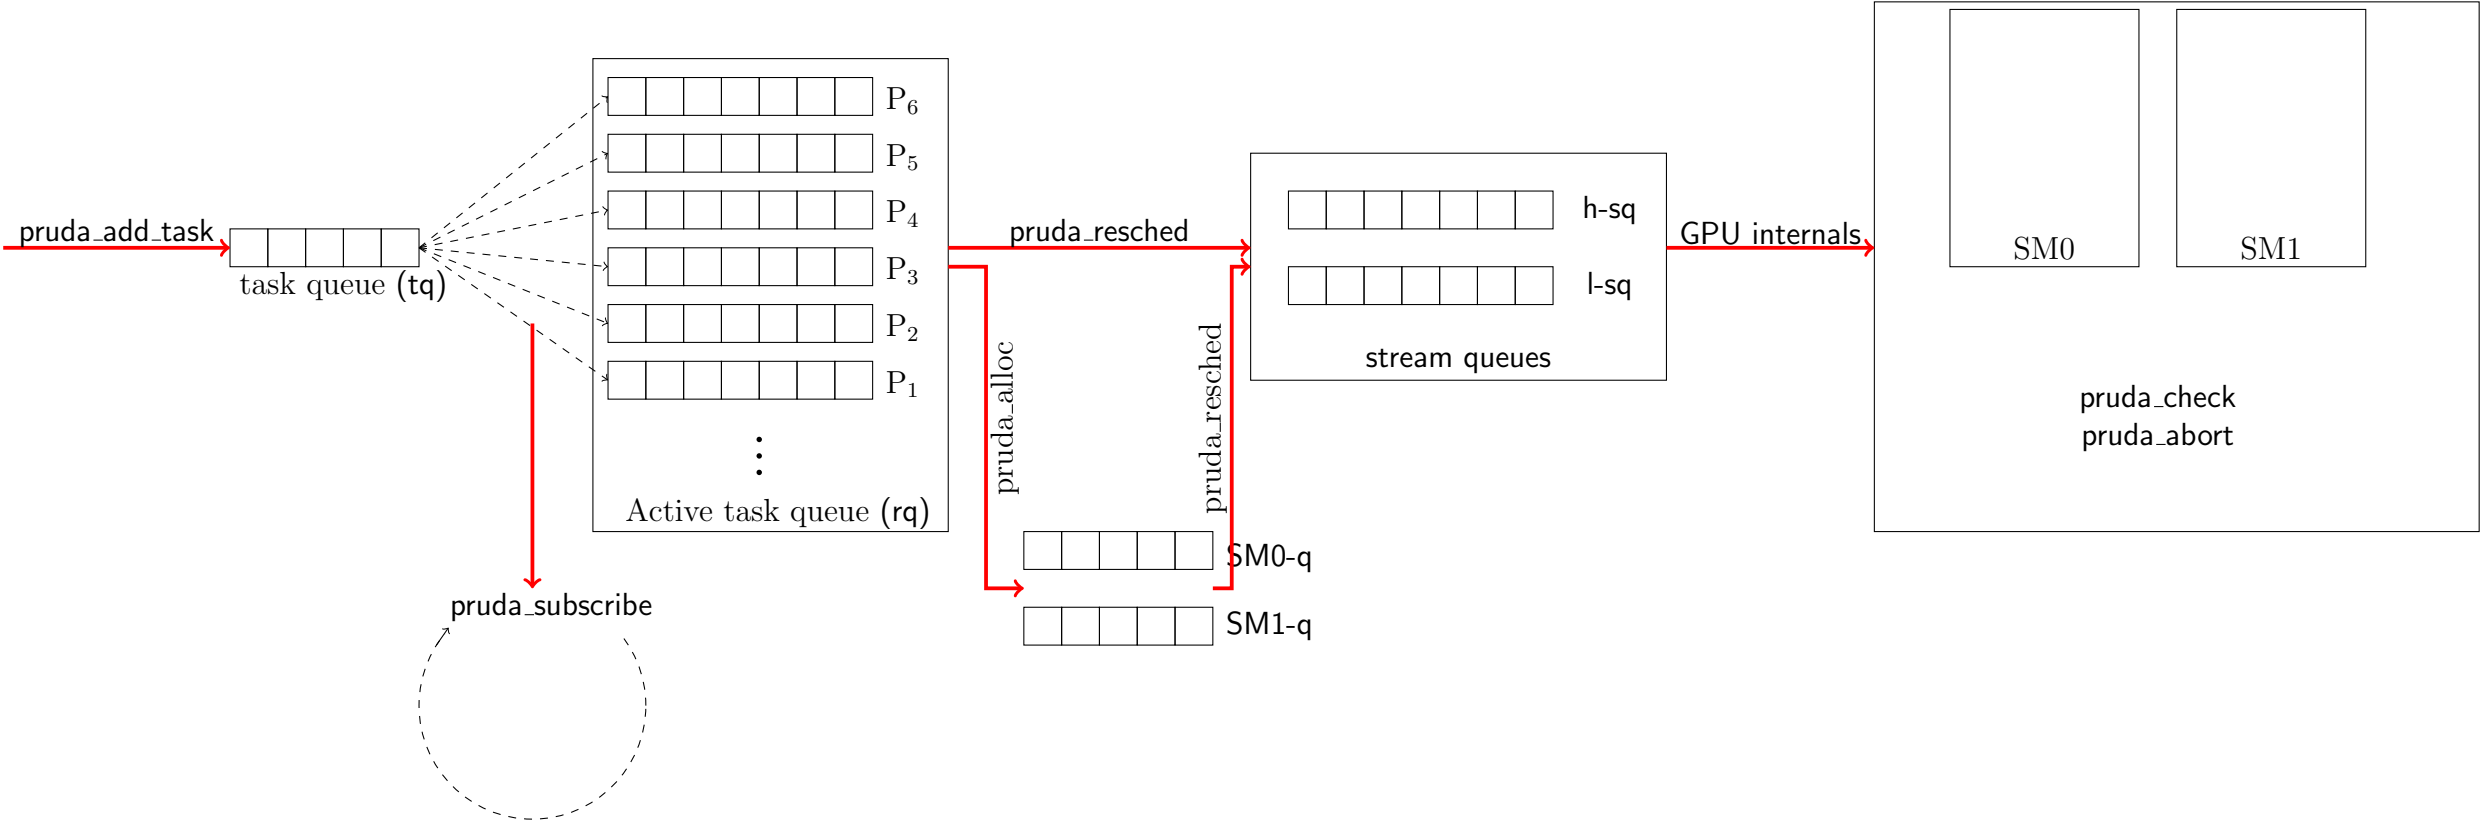 pruda_add_task
task queue (tq)
P6
P5
P4
P3
P2
P1
Active task queue (rq)
pruda_subscribe
pruda_resched
pruda_alloc
pruda_resched
SM0-q
SM1-q
h-sq
l-sq
stream queues
GPU internals
SM0
SM1
pruda_check
pruda_abort